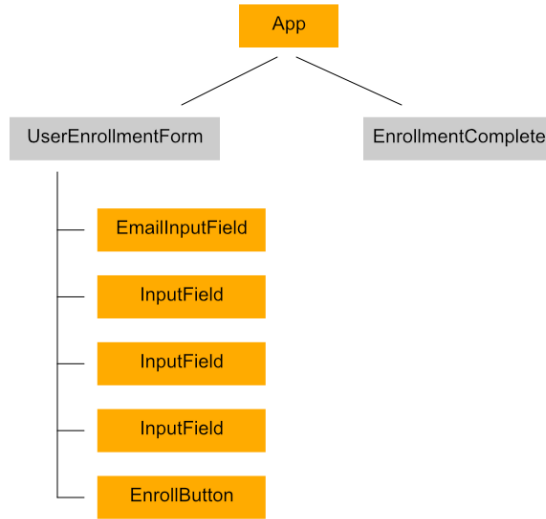 App
UserEnrollmentForm
EnrollmentComplete
EmailInputField
InputField
InputField
InputField
EnrollButton